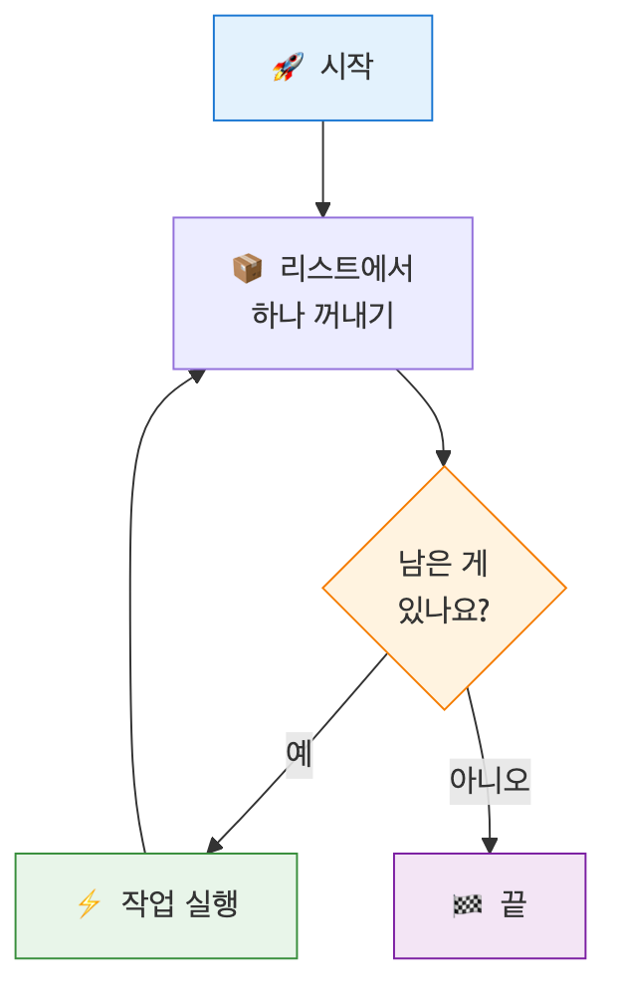 🚀 시작
📦 리스트에서
하나 꺼내기
남은 게
있나요?
예
아니오
⚡ 작업 실행
🏁 끝